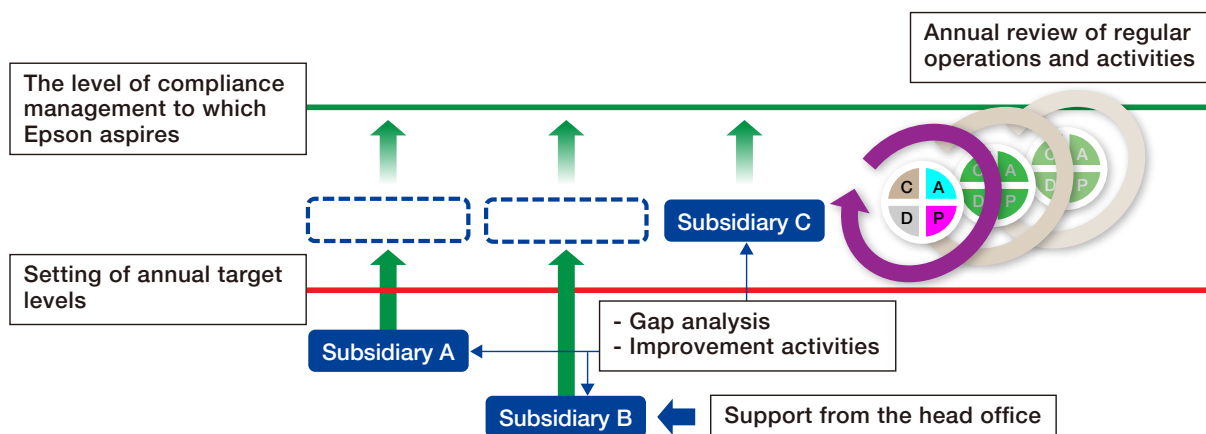 Annual review of regular
operations and activities
The level of compliance
management to which
Epson aspires
C A
D P
C A
D P
C A
D P
Subsidiary C
Setting of annual target
levels
- Gap analysis
- Improvement activities
Subsidiary A
Subsidiary B
Support from the head office